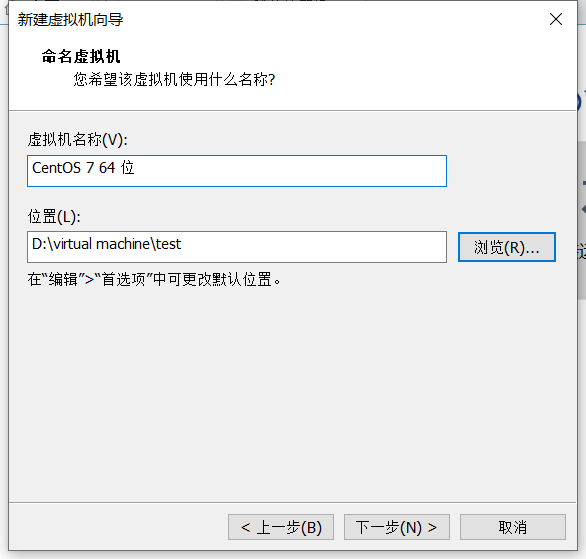 新建虚拟机向导
命名虚拟机
您希望该虚拟机使用什么名称?
虚拟机名称(V):
CentOS 7 64 位
位置(L):
D:\virtual machine\test
浏览(R)...
在“编辑”>“首选项”中可更改默认位置。
< 上一步(B)
下一步(N) >
取消